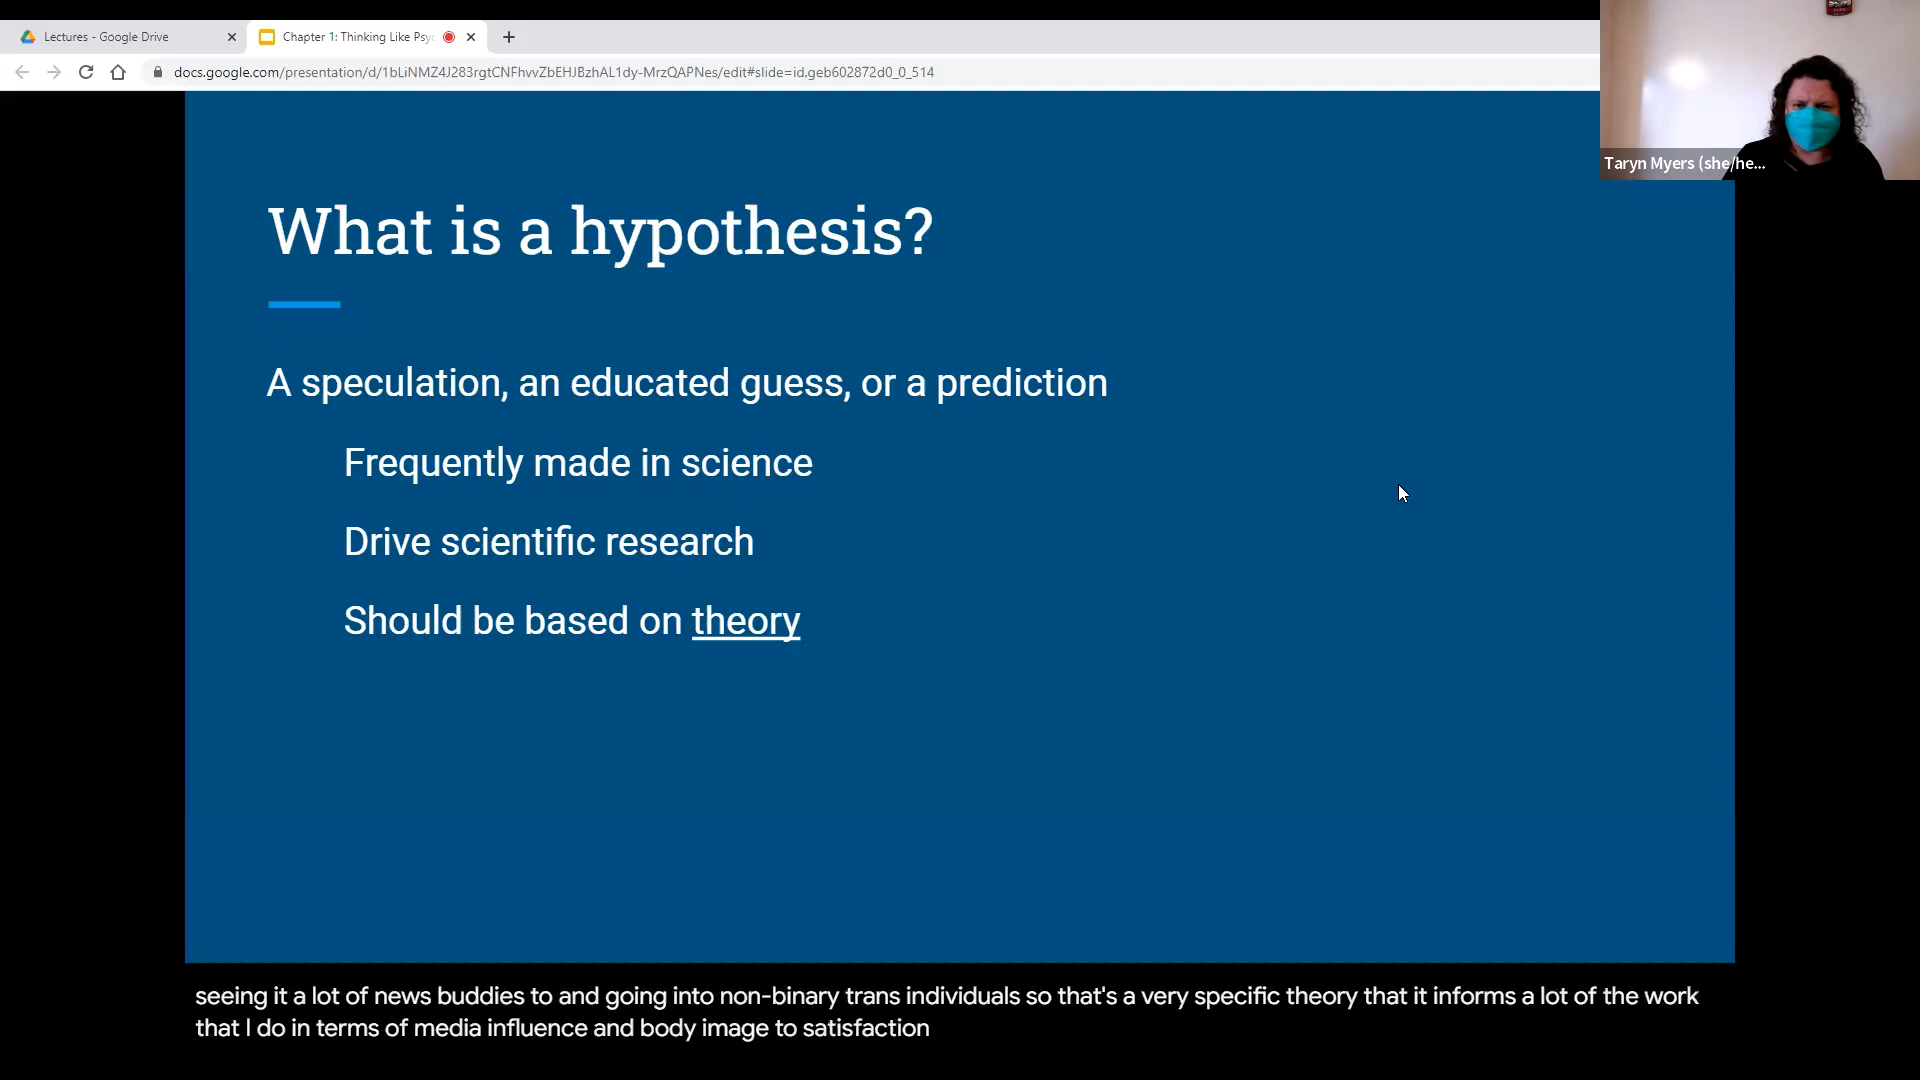 Lectures - Google Drive
Chapter 1: Thinking Like Psy
docs.google.com/presentation/d/1bLiNMZ4J283rgtCNFhvvZbEHJBzhAL1dy-MrzQAPNes/edit#slide=id.geb602872d0_0_514
Taryn Myers (she/he...
What is a hypothesis?
A speculation, an educated guess, or a prediction
Frequently made in science
Drive scientific research
Should be based on theory
seeing it a lot of news buddies to and going into non-binary trans individuals so that's a very specific theory that it informs a lot of the work
that I do in terms of media influence and body image to satisfaction